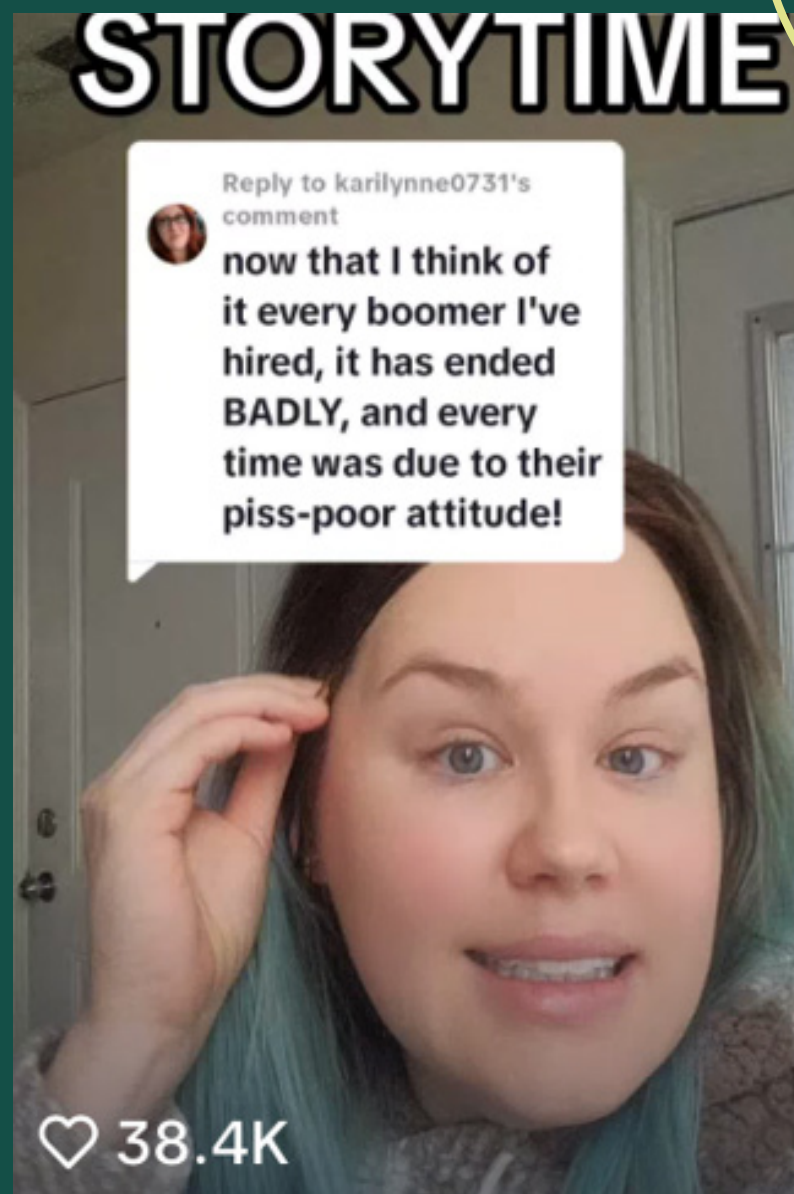 STORYTIME
Reply to karilynne0731's
comment
now that I think of
it every boomer I've
hired, it has ended
BADLY, and every
time was due to their
piss-poor attitude!
38.4K